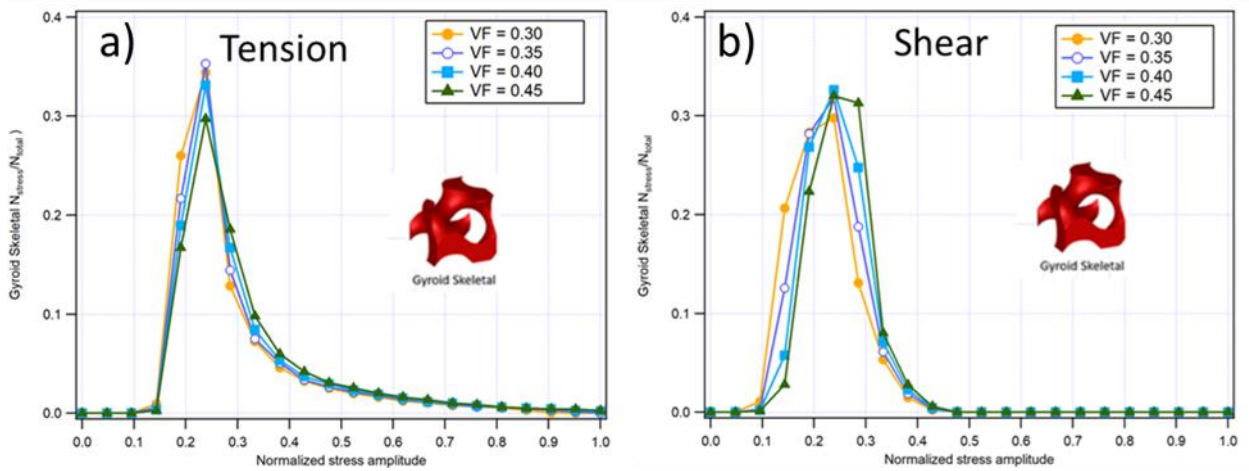 a)
Tension
VF = 0.30
VF = 0.35
VF = 0.40
VF = 0.45
Gyroid Skeletal
Gyroid Skeletal N_stress/N_total )
0.4
0.3
0.2
0.1
0.0
0.0 0.1 0.2 0.3 0.4 0.5 0.6 0.7 0.8 0.9 1.0
Normalized stress amplitude
b)
Shear
VF = 0.30
VF = 0.35
VF = 0.40
VF = 0.45
Gyroid Skeletal
Gyroid Skeletal N_stress/N_total
0.4
0.3
0.2
0.1
0.0
0.0 0.1 0.2 0.3 0.4 0.5 0.6 0.7 0.8 0.9 1.0
Normalized stress amplitude